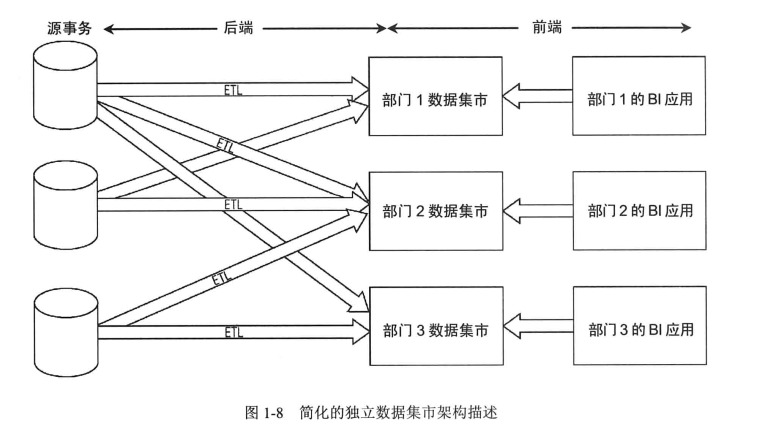 源事务 后端 前端
ETL
部门 1 数据集市
部门 1 的 BI 应用
ETL
ETL
部门 2 数据集市
部门 2 的 BI 应用
ETL
ETL
部门 3 数据集市
部门 3 的 BI 应用
图 1-8 简化的独立数据集市架构描述